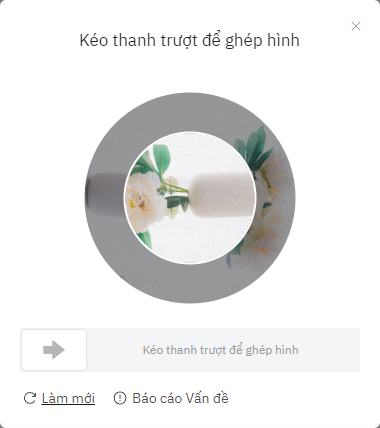 Kéo thanh trượt để ghép hình
Kéo thanh trượt để ghép hình
Làm mới
Báo cáo Vấn đề